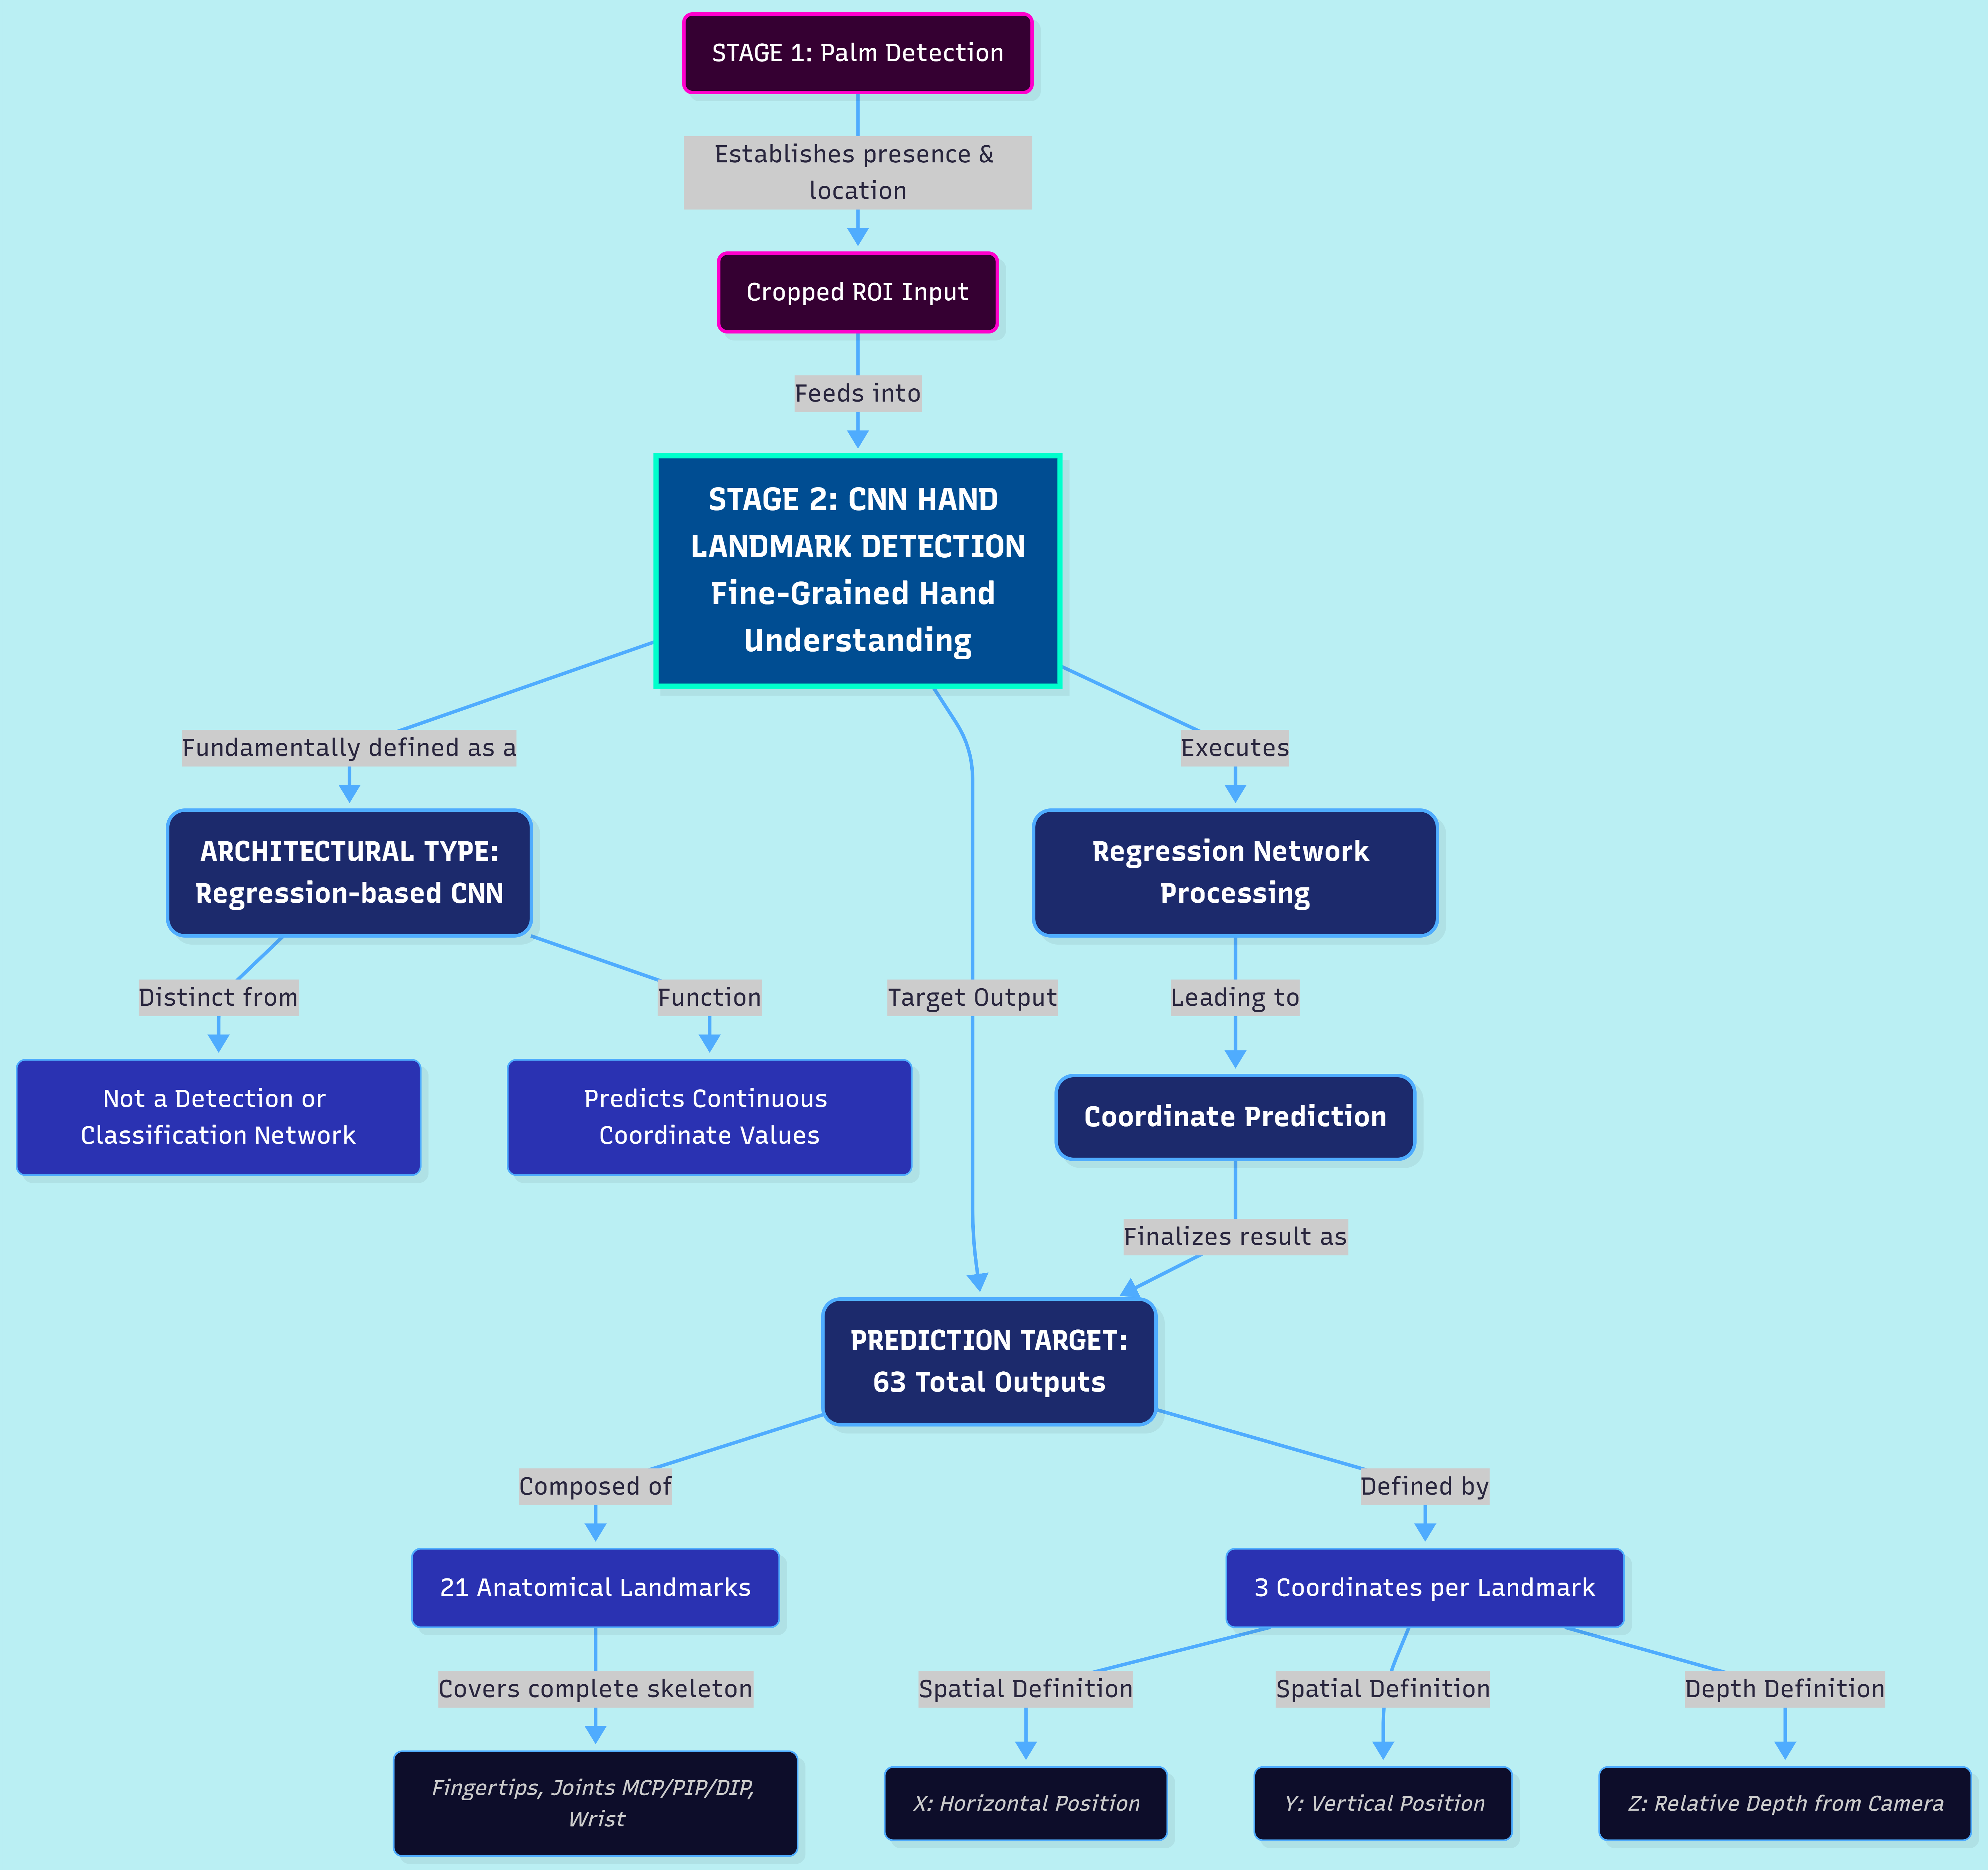 STAGE 1: Palm Detection
Establishes presence &
location
Cropped ROI Input
Feeds into
STAGE 2: CNN HAND
LANDMARK DETECTION
Fine-Grained Hand
Understanding
Fundamentally defined as a
Executes
ARCHITECTURAL TYPE:
Regression-based CNN
Regression Network
Processing
Distinct from
Function
Target Output
Leading to
Not a Detection or
Classification Network
Predicts Continuous
Coordinate Values
Coordinate Prediction
Finalizes result as
PREDICTION TARGET:
63 Total Outputs
Composed of
Defined by
21 Anatomical Landmarks
3 Coordinates per Landmark
Covers complete skeleton
Spatial Definition
Spatial Definition
Depth Definition
Fingertips, Joints MCP/PIP/DIP,
Wrist
X: Horizontal Position
Y: Vertical Position
Z: Relative Depth from Camera